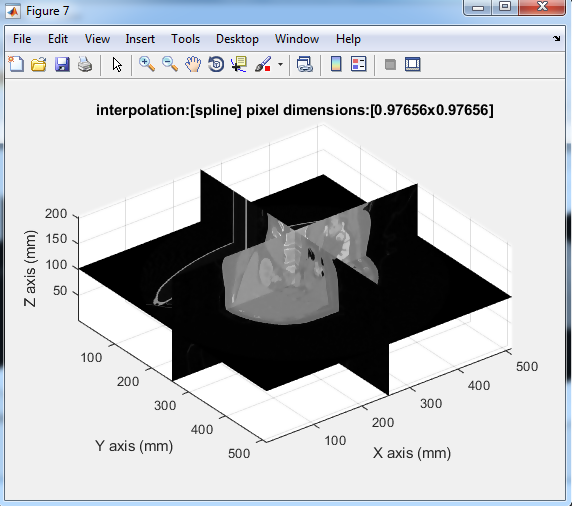 Figure 7
File Edit View Insert Tools Desktop Window Help
interpolation:[spline] pixel dimensions:[0.97656x0.97656]
200
150
100
50
Z axis (mm)
100
200
300
400
500
Y axis (mm)
100
200
300
400
500
X axis (mm)